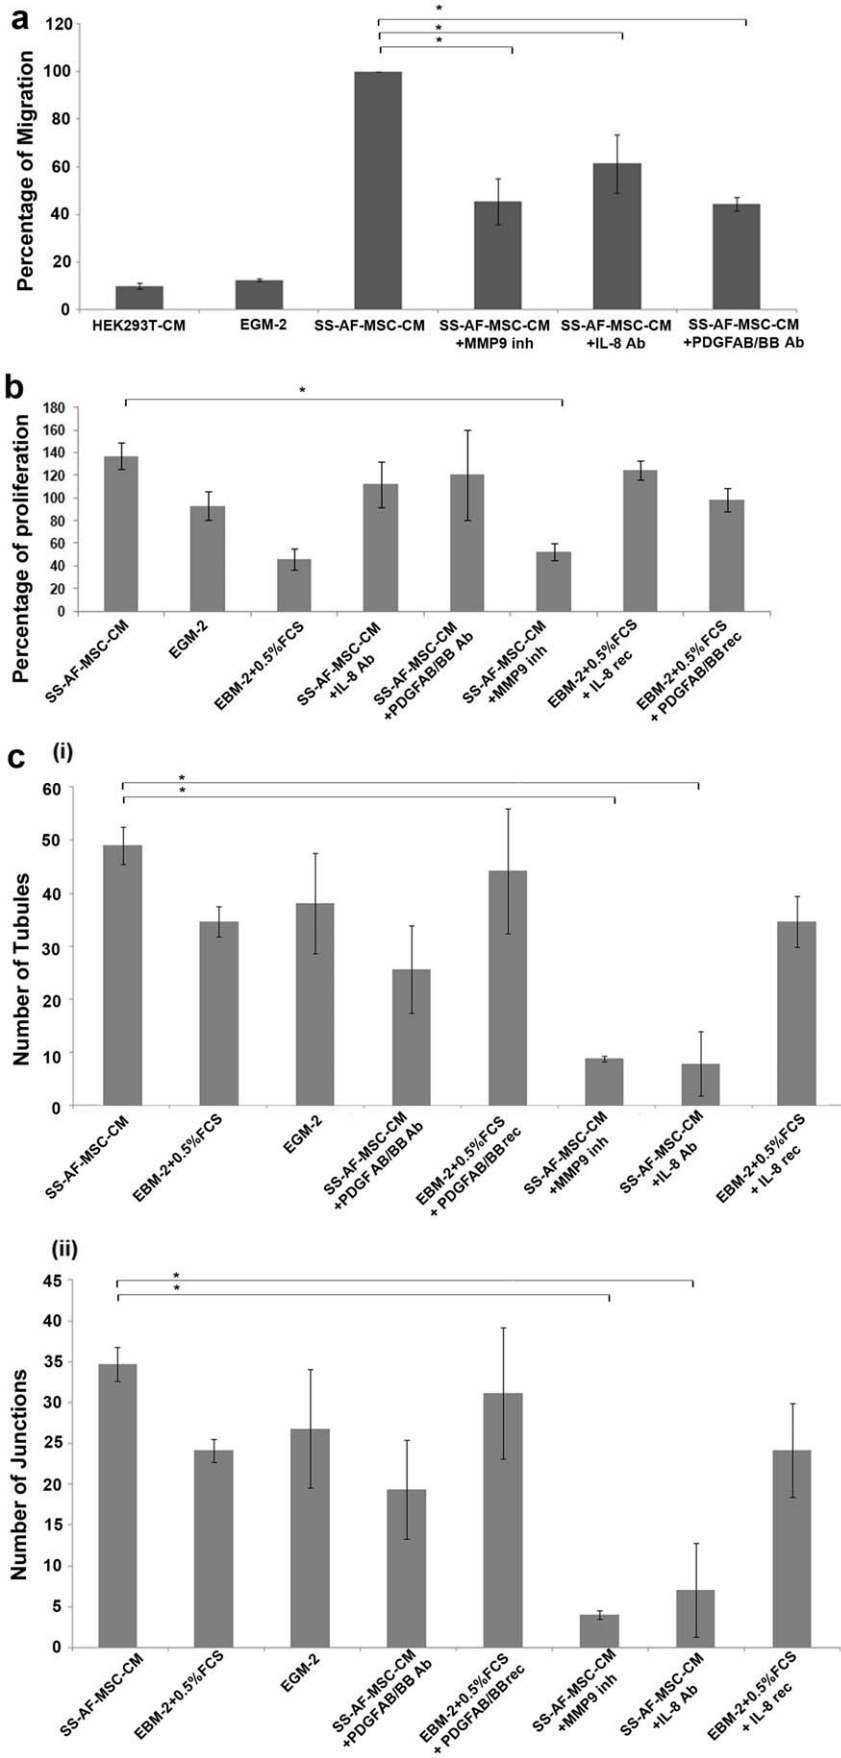 a
*
*
*
Percentage of Migration
120
100
80
60
40
20
0
HEK293T-CM
EGM-2
SS-AF-MSC-CM
SS-AF-MSC-CM
+MMP9 inh
SS-AF-MSC-CM
+IL-8 Ab
SS-AF-MSC-CM
+PDGFAB/BB Ab
b
*
Percentage of proliferation
180
160
140
120
100
80
60
40
20
0
SS-AF-MSC-CM
EGM-2
EBM-2+0.5%FCS
SS-AF-MSC-CM
+IL-8 Ab
SS-AF-MSC-CM
+PDGFAB/BB Ab
SS-AF-MSC-CM
+MMP9 inh
EBM-2+0.5%FCS
+ IL-8 rec
EBM-2+0.5%FCS
+ PDGFAB/BBrec
c
(i)
*
*
Number of Tubules
60
50
40
30
20
10
0
SS-AF-MSC-CM
EBM-2+0.5%FCS
EGM-2
SS-AF-MSC-CM
+PDGFAB/BB Ab
EBM-2+0.5%FCS
+ PDGFAB/BBrec
SS-AF-MSC-CM
+MMP9 inh
SS-AF-MSC-CM
+IL-8 Ab
EBM-2+0.5%FCS
+ IL-8 rec
(ii)
*
*
Number of Junctions
45
40
35
30
25
20
15
10
5
0
SS-AF-MSC-CM
EBM-2+0.5%FCS
EGM-2
SS-AF-MSC-CM
+PDGFAB/BB Ab
EBM-2+0.5%FCS
+ PDGFAB/BBrec
SS-AF-MSC-CM
+MMP9 inh
SS-AF-MSC-CM
+IL-8 Ab
EBM-2+0.5%FCS
+ IL-8 rec